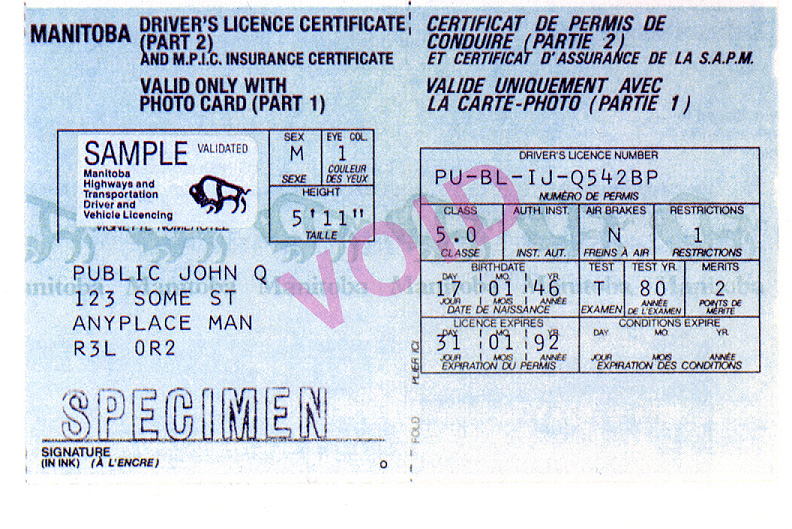 MANITOBA
DRIVER'S LICENCE CERTIFICATE
(PART 2)
AND M.P.I.C. INSURANCE CERTIFICATE
VALID ONLY WITH
PHOTO CARD (PART 1)
SAMPLE VALIDATED
Manitoba
Highways and
Transportation
Driver and
Vehicle Licencing
SEX
M
SEXE
EYE COL.
1
COULEUR
DES YEUX
HEIGHT
5'11"
TAILLE
PUBLIC JOHN Q
123 SOME ST
ANYPLACE MAN
R3L 0R2
SPECIMEN
SIGNATURE
(IN INK) (À L'ENCRE)
VOID
FOLD PLIER ICI
CERTIFICAT DE PERMIS DE
CONDUIRE (PARTIE 2)
ET CERTIFICAT D'ASSURANCE DE LA S.A.P.M.
VALIDE UNIQUEMENT AVEC
LA CARTE-PHOTO (PARTIE 1)
DRIVER'S LICENCE NUMBER
PU-BL-IJ-Q542BP
NUMÉRO DE PERMIS
CLASS AUTH. INST. AIR BRAKES RESTRICTIONS
5.0 N 1
CLASSE INST. AUT. FREINS À AIR RESTRICTIONS
BIRTHDATE TEST TEST YR. MERITS
DAY MO. YR.
17 01 46 T 80 2
JOUR MOIS ANNÉE EXAMEN ANNÉE DE L'EXAMEN POINTS DE MÉRITE
DATE DE NAISSANCE
LICENCE EXPIRES CONDITIONS EXPIRE
DAY MO. YR. DAY MO. YR.
31 01 92
JOUR MOIS ANNÉE JOUR MOIS ANNÉE
EXPIRATION DU PERMIS EXPIRATION DES CONDITIONS